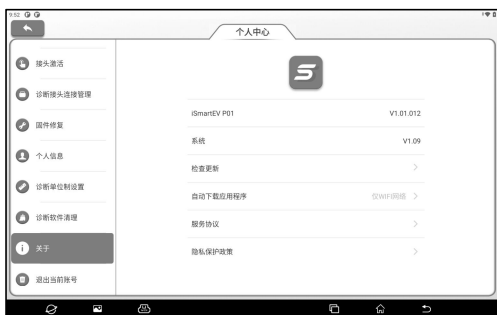 9:52
个人中心
接头激活
诊断接头连接管理
固件修复
个人信息
诊断单位制设置
诊断软件清理
关于
退出当前账号
iSmartEV P01 V1.01.012
系统 V1.09
检查更新
自动下载应用程序 仅WIFI网络
服务协议
隐私保护政策